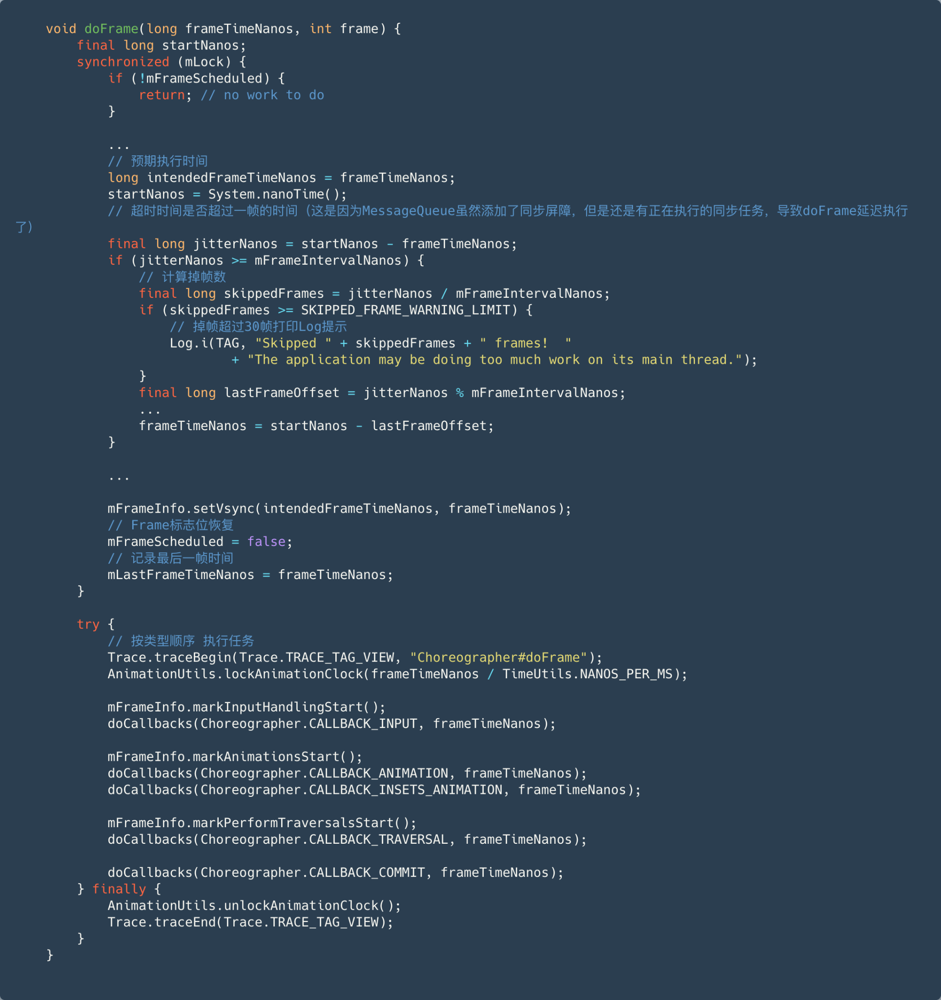 void doFrame(long frameTimeNanos, int frame) {
final long startNanos;
synchronized (mLock) {
if (!mFrameScheduled) {
return; // no work to do
}
...
// 预期执行时间
long intendedFrameTimeNanos = frameTimeNanos;
startNanos = System.nanoTime();
// 超时时间是否超过一帧的时间（这是因为MessageQueue虽然添加了同步屏障，但是还是有正在执行的同步任务，导致doFrame延迟执行
了）
final long jitterNanos = startNanos - frameTimeNanos;
if (jitterNanos >= mFrameIntervalNanos) {
// 计算掉帧数
final long skippedFrames = jitterNanos / mFrameIntervalNanos;
if (skippedFrames >= SKIPPED_FRAME_WARNING_LIMIT) {
// 掉帧超过30帧打印Log提示
Log.i(TAG, "Skipped " + skippedFrames + " frames!  "
+ "The application may be doing too much work on its main thread.");
}
final long lastFrameOffset = jitterNanos % mFrameIntervalNanos;
...
frameTimeNanos = startNanos - lastFrameOffset;
}
...
mFrameInfo.setVsync(intendedFrameTimeNanos, frameTimeNanos);
// Frame标志位恢复
mFrameScheduled = false;
// 记录最后一帧时间
mLastFrameTimeNanos = frameTimeNanos;
}
try {
// 按类型顺序 执行任务
Trace.traceBegin(Trace.TRACE_TAG_VIEW, "Choreographer#doFrame");
AnimationUtils.lockAnimationClock(frameTimeNanos / TimeUtils.NANOS_PER_MS);
mFrameInfo.markInputHandlingStart();
doCallbacks(Choreographer.CALLBACK_INPUT, frameTimeNanos);
mFrameInfo.markAnimationsStart();
doCallbacks(Choreographer.CALLBACK_ANIMATION, frameTimeNanos);
doCallbacks(Choreographer.CALLBACK_INSETS_ANIMATION, frameTimeNanos);
mFrameInfo.markPerformTraversalsStart();
doCallbacks(Choreographer.CALLBACK_TRAVERSAL, frameTimeNanos);
doCallbacks(Choreographer.CALLBACK_COMMIT, frameTimeNanos);
} finally {
AnimationUtils.unlockAnimationClock();
Trace.traceEnd(Trace.TRACE_TAG_VIEW);
}
}